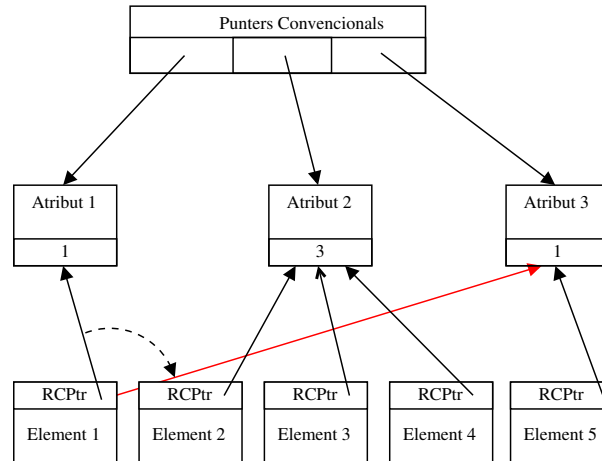 Punters Convencionals
Atribut 1 Atribut 2 Atribut 3
1 3 1
RCPtr RCPtr RCPtr RCPtr RCPtr
Element 1 Element 2 Element 3 Element 4 Element 5